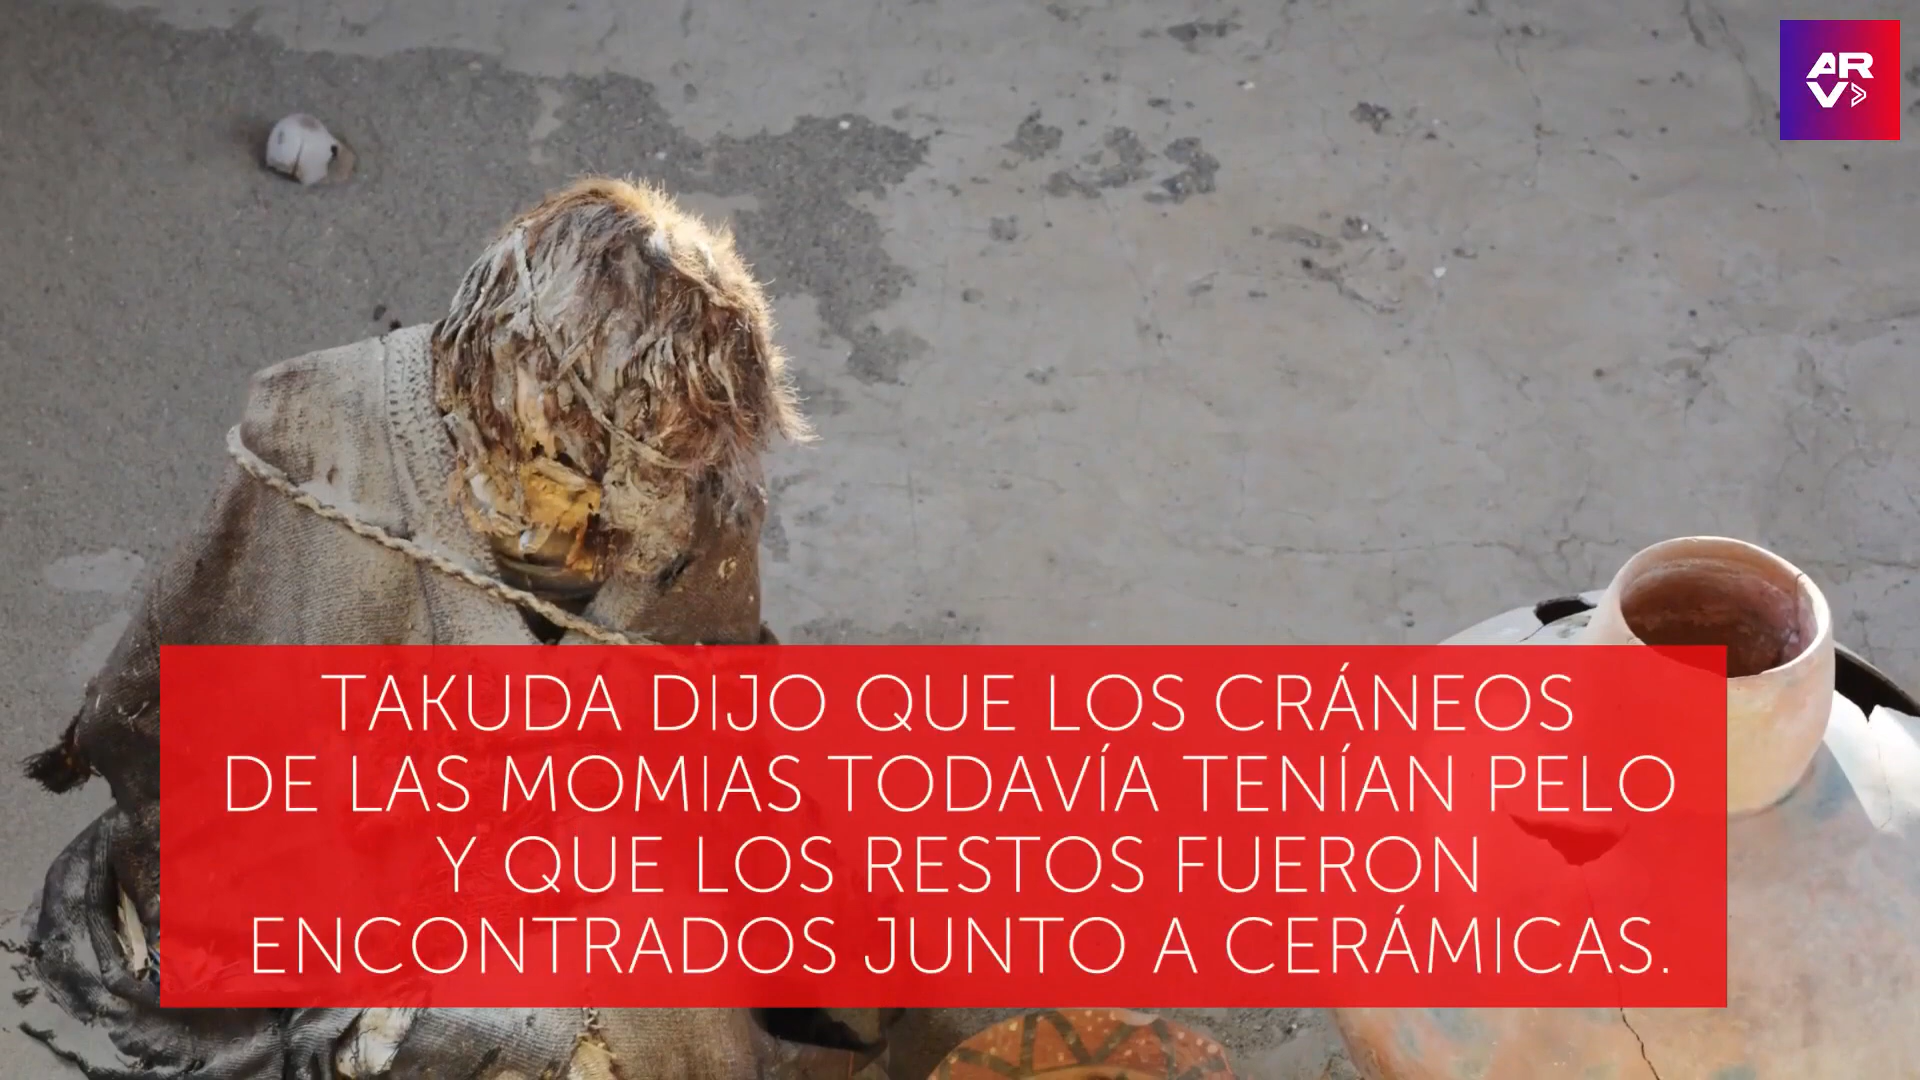 ARV
TAKUDA DIJO QUE LOS CRÁNEOS
DE LAS MOMIAS TODAVÍA TENÍAN PELO
Y QUE LOS RESTOS FUERON
ENCONTRADOS JUNTO A CERÁMICAS.